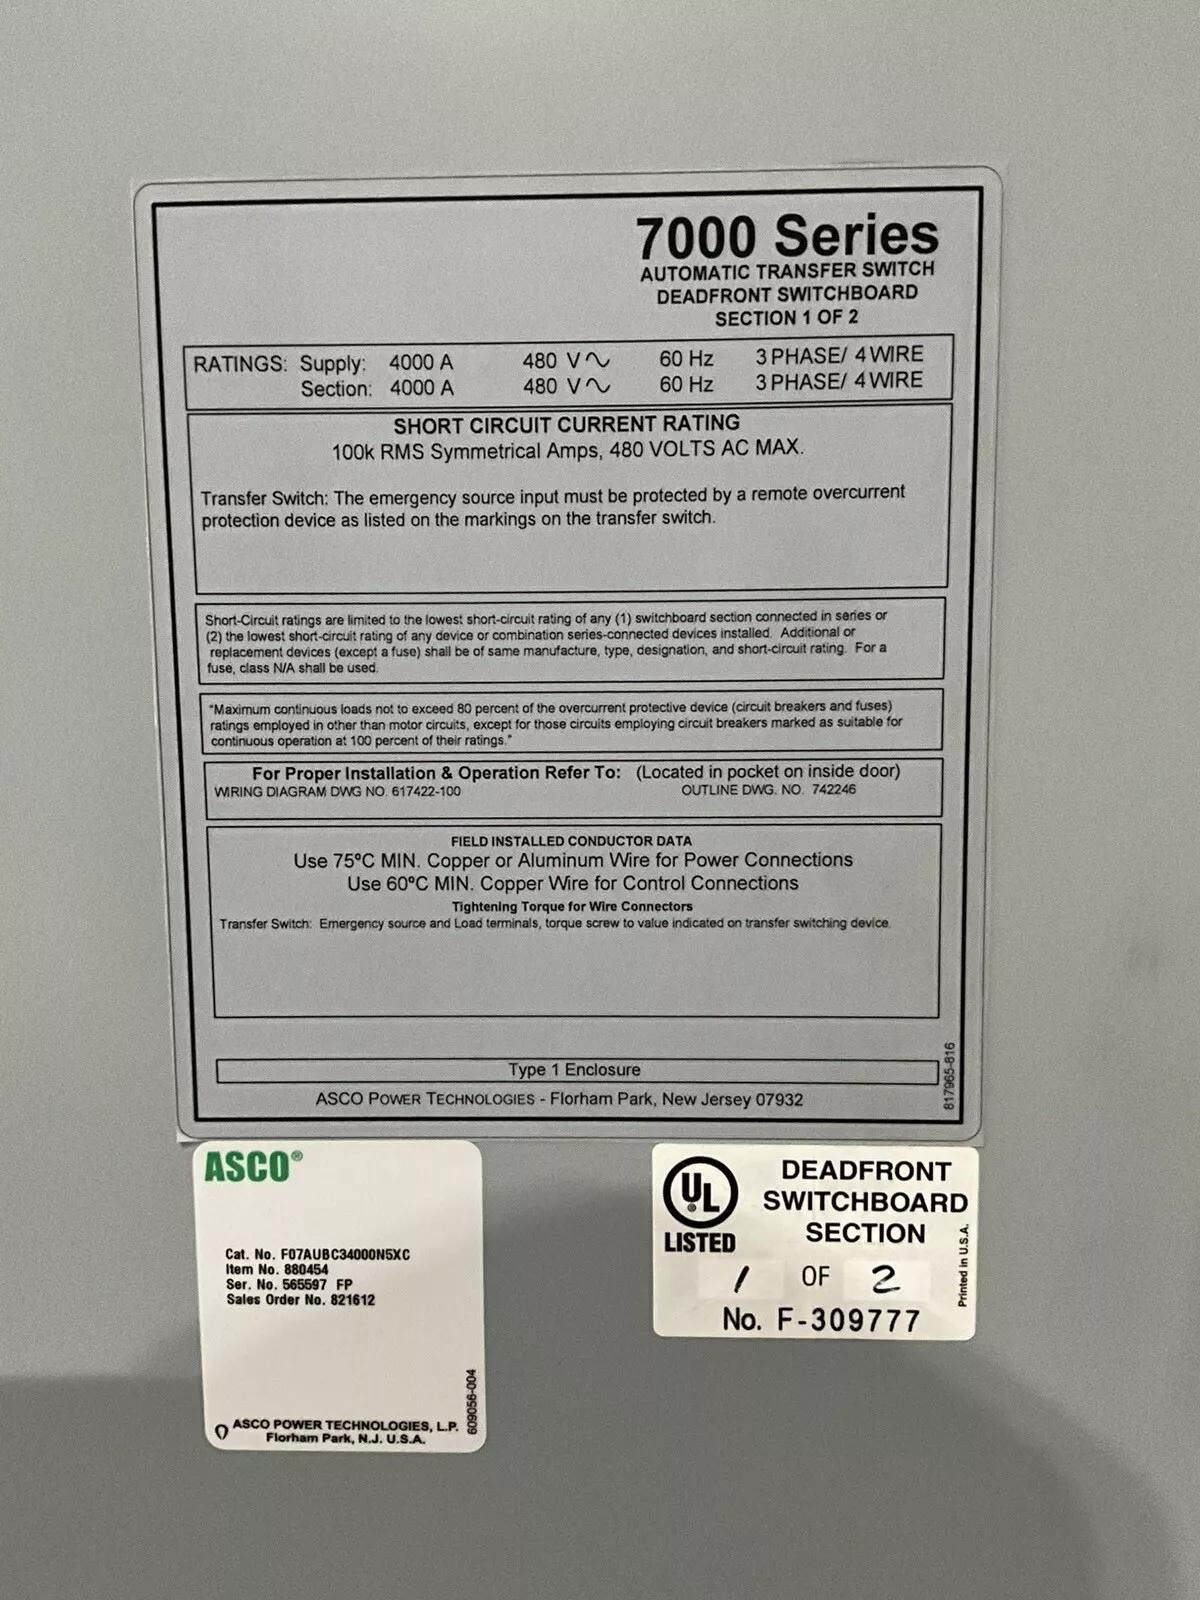 7000 Series
AUTOMATIC TRANSFER SWITCH
DEADFRONT SWITCHBOARD
SECTION 1 OF 2
RATINGS: Supply: 4000 A 480 V∿ 60 Hz 3 PHASE/ 4 WIRE
Section: 4000 A 480 V∿ 60 Hz 3 PHASE/ 4 WIRE
SHORT CIRCUIT CURRENT RATING
100k RMS Symmetrical Amps, 480 VOLTS AC MAX.
Transfer Switch: The emergency source input must be protected by a remote overcurrent
protection device as listed on the markings on the transfer switch.
Short-Circuit ratings are limited to the lowest short-circuit rating of any (1) switchboard section connected in series or
(2) the lowest short-circuit rating of any device or combination series-connected devices installed. Additional or
replacement devices (except a fuse) shall be of same manufacture, type, designation, and short-circuit rating. For a
fuse, class N/A shall be used.
"Maximum continuous loads not to exceed 80 percent of the overcurrent protective device (circuit breakers and fuses)
ratings employed in other than motor circuits, except for those circuits employing circuit breakers marked as suitable for
continuous operation at 100 percent of their ratings."
For Proper Installation & Operation Refer To: (Located in pocket on inside door)
WIRING DIAGRAM DWG NO. 617422-100 OUTLINE DWG. NO. 742246
FIELD INSTALLED CONDUCTOR DATA
Use 75ºC MIN. Copper or Aluminum Wire for Power Connections
Use 60ºC MIN. Copper Wire for Control Connections
Tightening Torque for Wire Connectors
Transfer Switch: Emergency source and Load terminals, torque screw to value indicated on transfer switching device.
Type 1 Enclosure
ASCO POWER TECHNOLOGIES - Florham Park, New Jersey 07932
817965-816
ASCO®
Cat. No. F07AUBC34000N5XC
Item No. 880454
Ser. No. 565597 FP
Sales Order No. 821612
ASCO POWER TECHNOLOGIES, L.P.
Florham Park, N.J. U.S.A.
609056-004
UL
LISTED
DEADFRONT
SWITCHBOARD
SECTION
1 OF 2
No. F-309777
Printed in U.S.A.